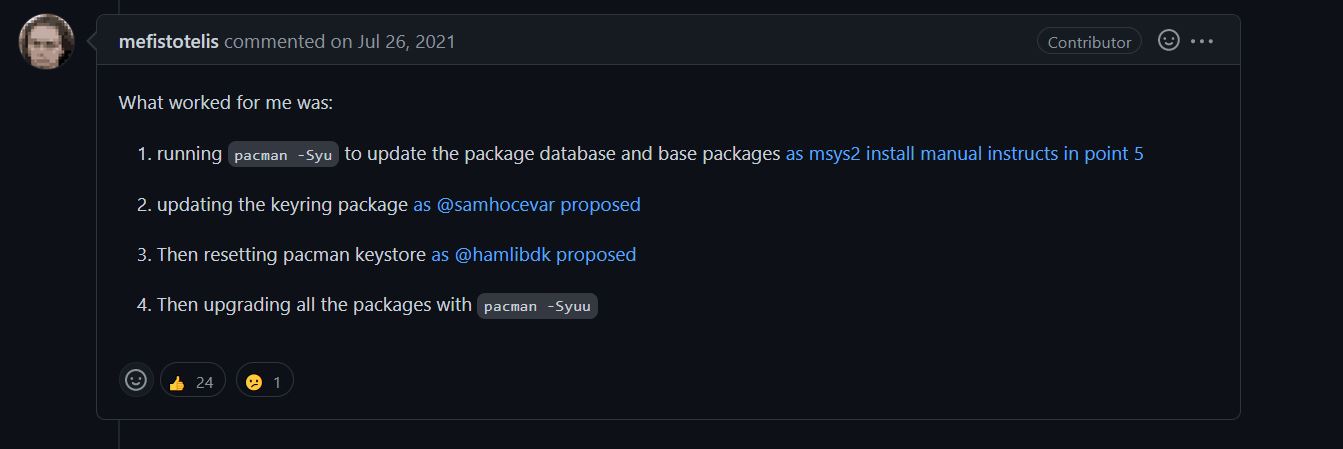 mefistotelis commented on Jul 26, 2021
Contributor
What worked for me was:
1. running pacman -Syu to update the package database and base packages as msys2 install manual instructs in point 5
2. updating the keyring package as @samhocevar proposed
3. Then resetting pacman keystore as @hamlibdk proposed
4. Then upgrading all the packages with pacman -Syuu
24
1